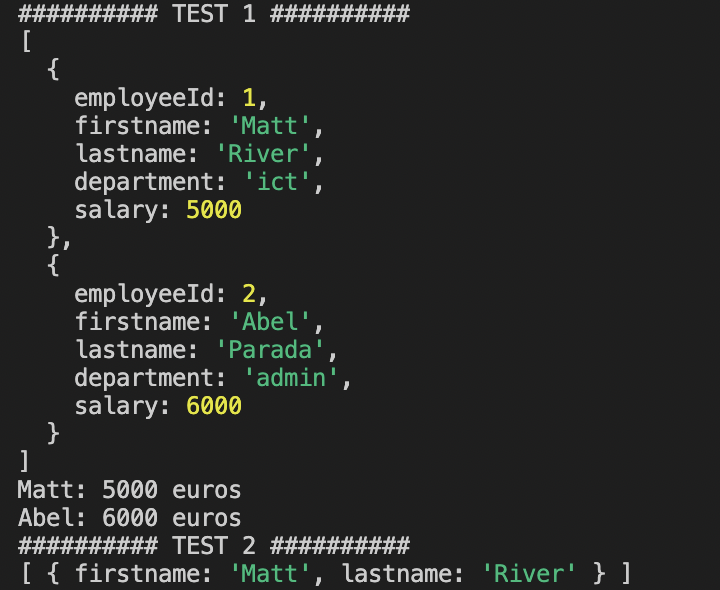 ########## TEST 1 ##########
[
  {
    employeeId: 1,
    firstname: 'Matt',
    lastname: 'River',
    department: 'ict',
    salary: 5000
  },
  {
    employeeId: 2,
    firstname: 'Abel',
    lastname: 'Parada',
    department: 'admin',
    salary: 6000
  }
]
Matt: 5000 euros
Abel: 6000 euros
########## TEST 2 ##########
[ { firstname: 'Matt', lastname: 'River' } ]